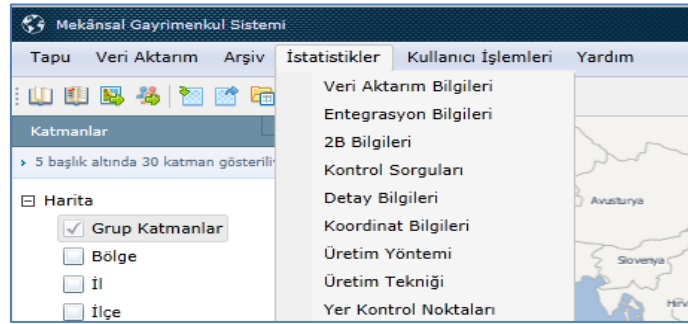 Mekânsal Gayrimenkul Sistemi
Tapu Veri Aktarım Arşiv İstatistikler Kullanıcı İşlemleri Yardım
Veri Aktarım Bilgileri
Entegrasyon Bilgileri
2B Bilgileri
Kontrol Sorguları
Detay Bilgileri
Koordinat Bilgileri
Üretim Yöntemi
Üretim Tekniği
Yer Kontrol Noktaları
Katmanlar
5 başlık altında 30 katman
Harita
Grup Katmanlar
Bölge
İl
İlçe
Avusturya
Slovenya